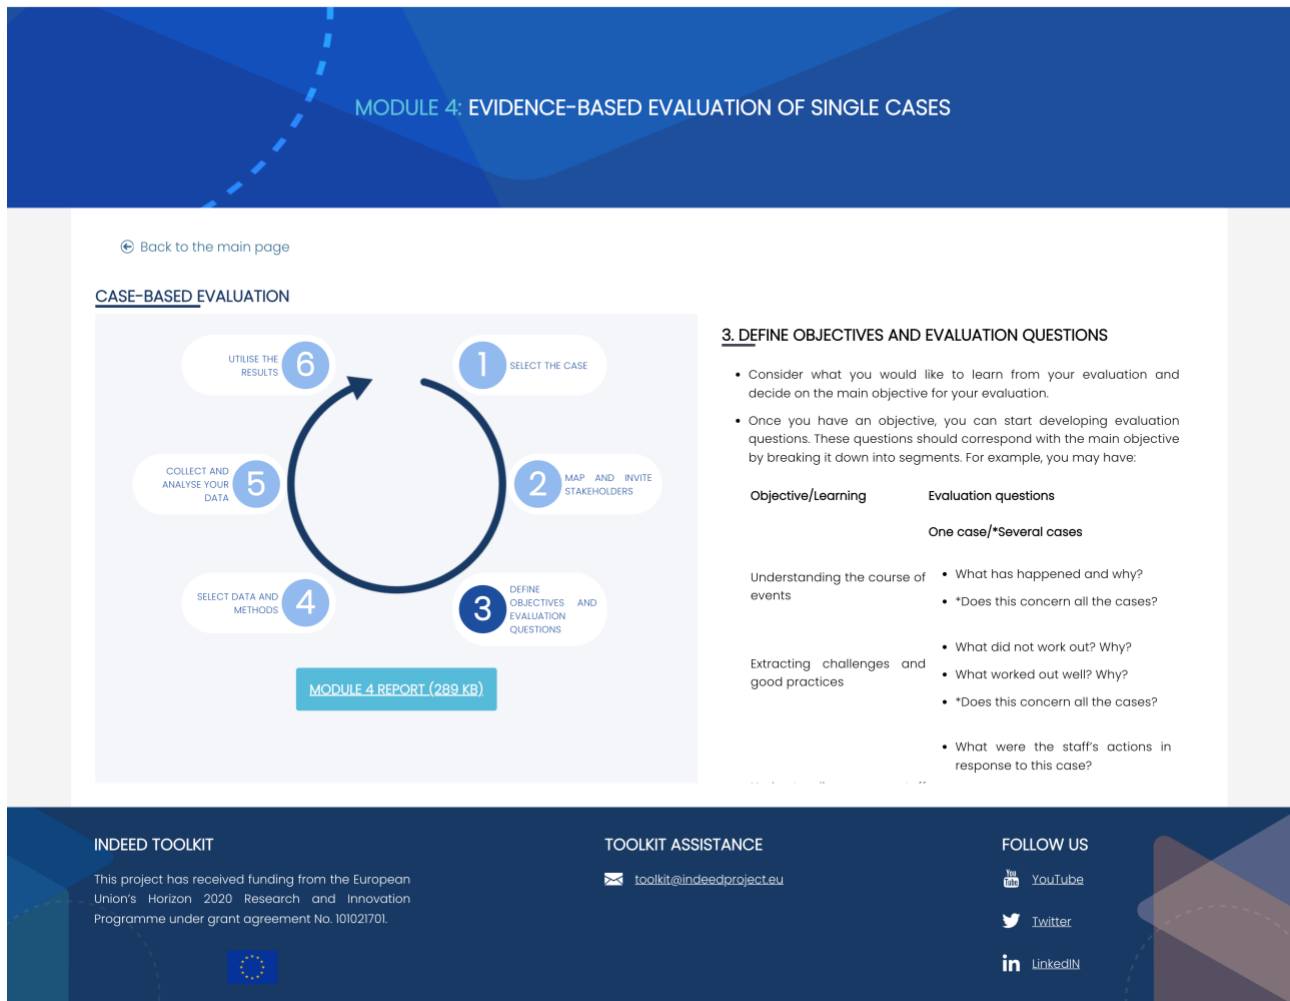 MODULE 4: EVIDENCE-BASED EVALUATION OF SINGLE CASES
Back to the main page
CASE-BASED EVALUATION
UTILISE THE
RESULTS
6
1
SELECT THE CASE
COLLECT AND
ANALYSE YOUR
DATA
5
2
MAP AND INVITE
STAKEHOLDERS
SELECT DATA AND
METHODS
4
3
DEFINE
OBJECTIVES AND
EVALUATION
QUESTIONS
MODULE 4 REPORT (289 KB)
3. DEFINE OBJECTIVES AND EVALUATION QUESTIONS
• Consider what you would like to learn from your evaluation and
decide on the main objective for your evaluation.
• Once you have an objective, you can start developing evaluation
questions. These questions should correspond with the main objective
by breaking it down into segments. For example, you may have:
Objective/Learning
Evaluation questions
One case/*Several cases
Understanding the course of
events
• What has happened and why?
• *Does this concern all the cases?
Extracting challenges and
good practices
• What did not work out? Why?
• What worked out well? Why?
• *Does this concern all the cases?
• What were the staff's actions in
response to this case?
INDEED TOOLKIT
This project has received funding from the European
Union's Horizon 2020 Research and Innovation
Programme under grant agreement No. 101021701.
TOOLKIT ASSISTANCE
toolkit@indeedproject.eu
FOLLOW US
You
Tube
YouTube
Twitter
in
LinkedIN